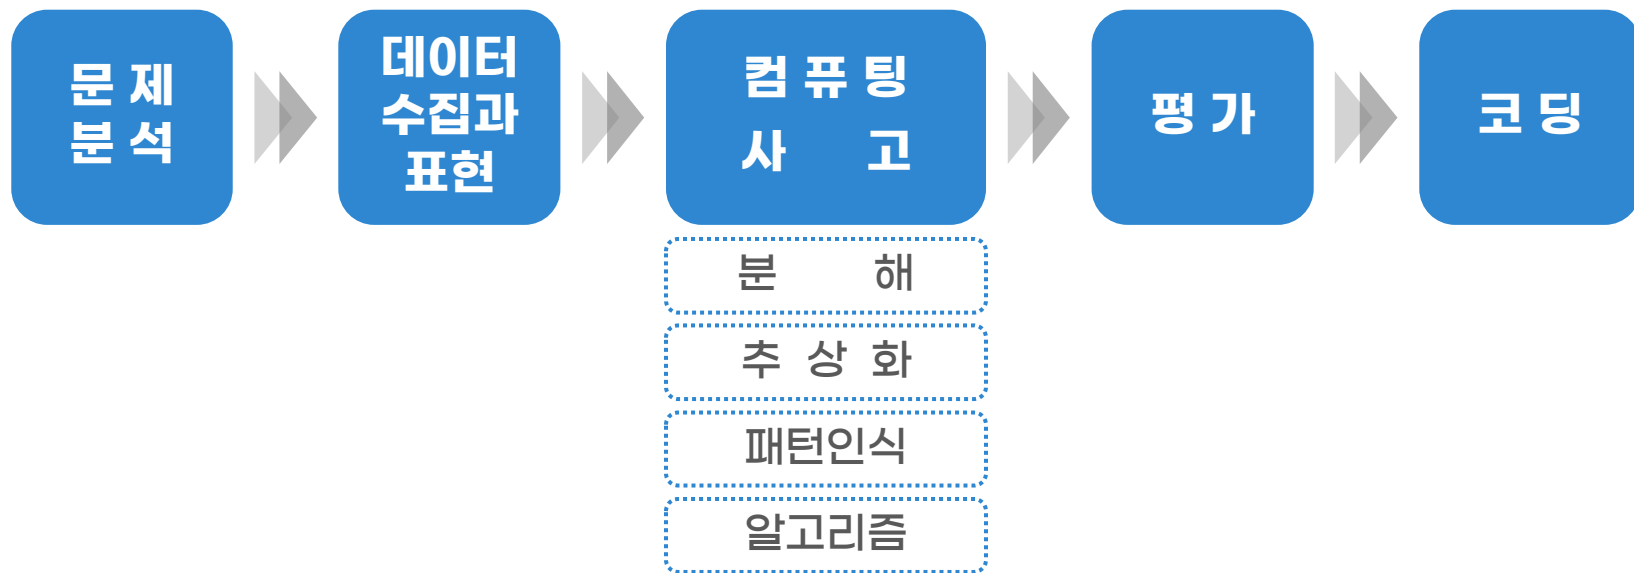 문 제
분 석
데이터
수집과
표현
컴 퓨 팅
사 고
평 가
코 딩
분 해
추 상 화
패턴인식
알고리즘